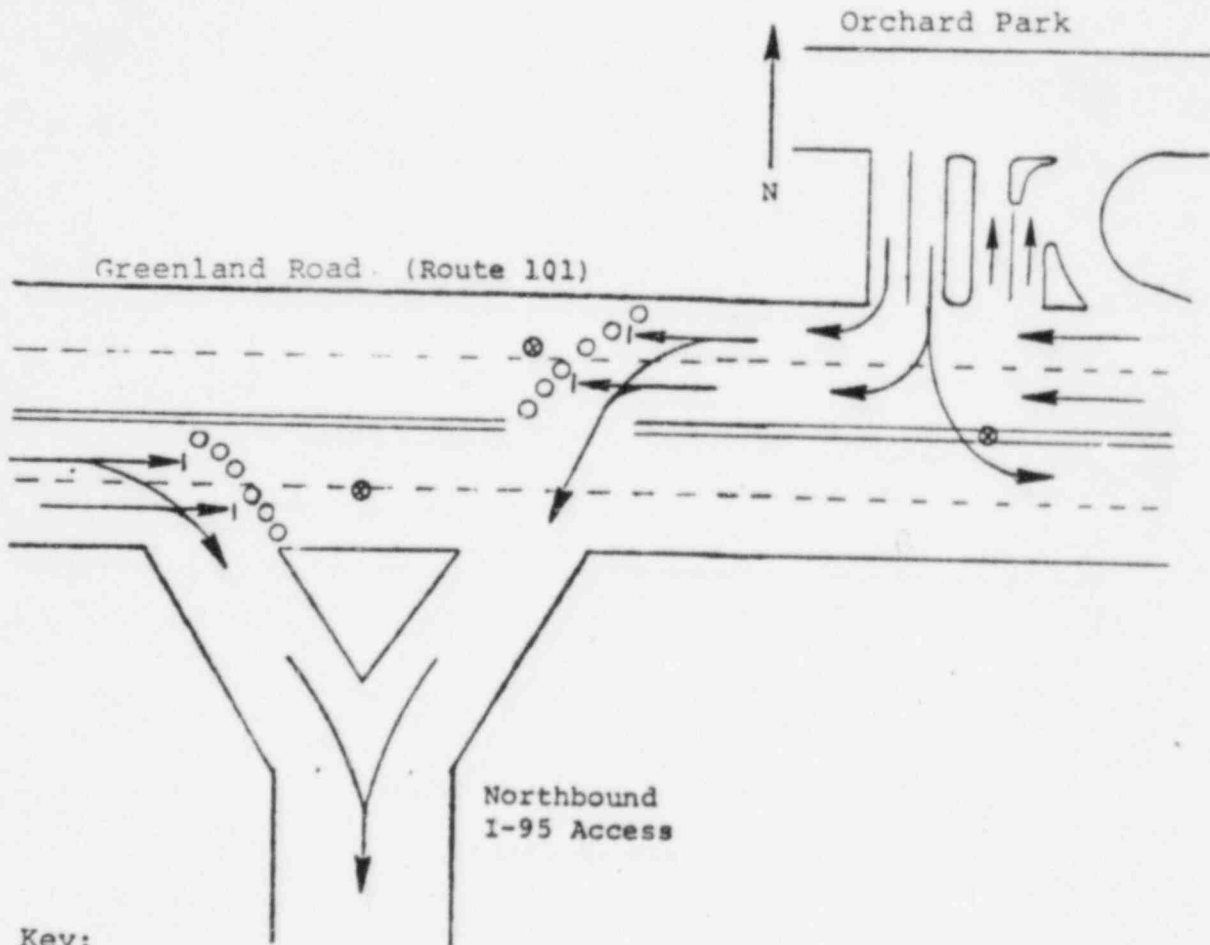 Orchard Park
N
Greenland Road (Route 101)
Northbound
I-95 Access
Key: